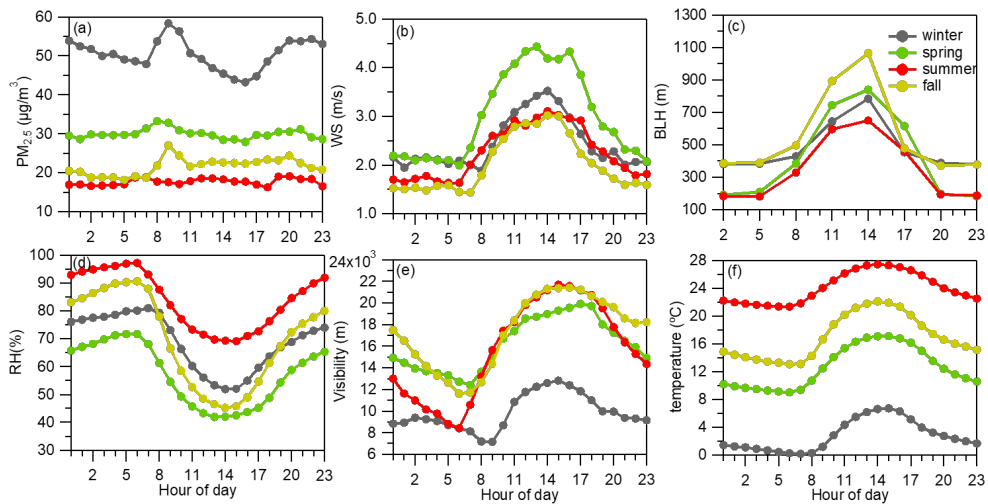 (a)
PM2.5 (µg/m3)
60
50
40
30
20
10
2 5 8 11 14 17 20 23
(b)
WS (m/s)
5.0
4.0
3.0
2.0
1.0
2 5 8 11 14 17 20 23
(c)
BLH (m)
1300
1100
900
700
500
300
100
2 5 8 11 14 17 20 23
winter
spring
summer
fall
(d)
RH(%)
100
90
80
70
60
50
40
30
2 5 8 11 14 17 20 23
Hour of day
(e)
Visibility (m)
24x103
22
20
18
16
14
12
10
8
6
2 5 8 11 14 17 20 23
Hour of day
(f)
temperature (oC)
28
24
20
16
12
8
4
0
2 5 8 11 14 17 20 23
Hour of day